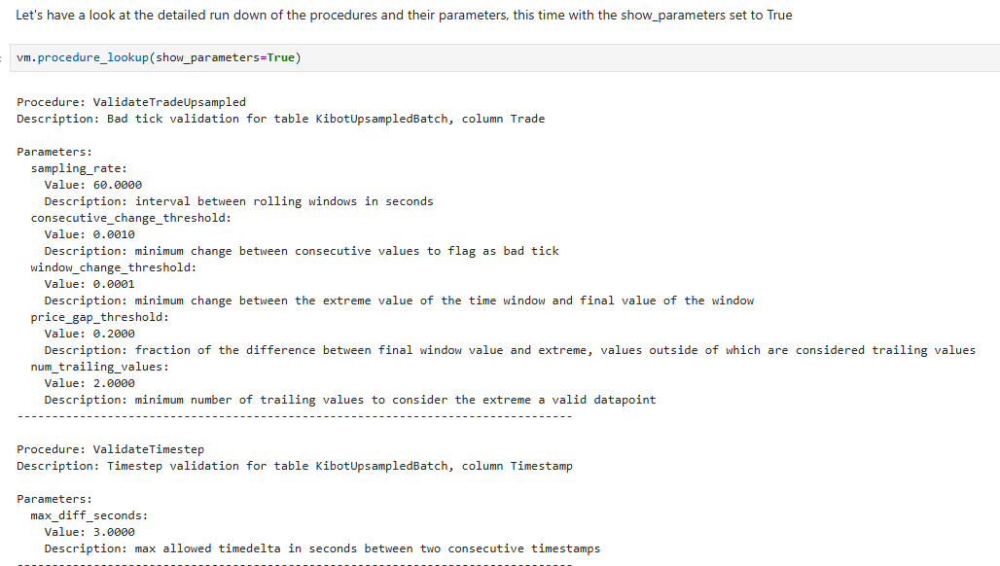 Let's have a look at the detailed run down of the procedures and their parameters, this time with the show_parameters set to True
: vm.procedure_lookup(show_parameters=True)
Procedure: ValidateTradeUpsampled
Description: Bad tick validation for table KibotUpsampledBatch, column Trade
Parameters:
  sampling_rate:
    Value: 60.0000
    Description: interval between rolling windows in seconds
  consecutive_change_threshold:
    Value: 0.0010
    Description: minimum change between consecutive values to flag as bad tick
  window_change_threshold:
    Value: 0.0001
    Description: minimum change between the extreme value of the time window and final value of the window
  price_gap_threshold:
    Value: 0.2000
    Description: fraction of the difference between final window value and extreme, values outside of which are considered trailing values
  num_trailing_values:
    Value: 2.0000
    Description: minimum number of trailing values to consider the extreme a valid datapoint
--------------------------------------------------------------------------------
Procedure: ValidateTimestep
Description: Timestep validation for table KibotUpsampledBatch, column Timestamp
Parameters:
  max_diff_seconds:
    Value: 3.0000
    Description: max allowed timedelta in seconds between two consecutive timestamps
--------------------------------------------------------------------------------